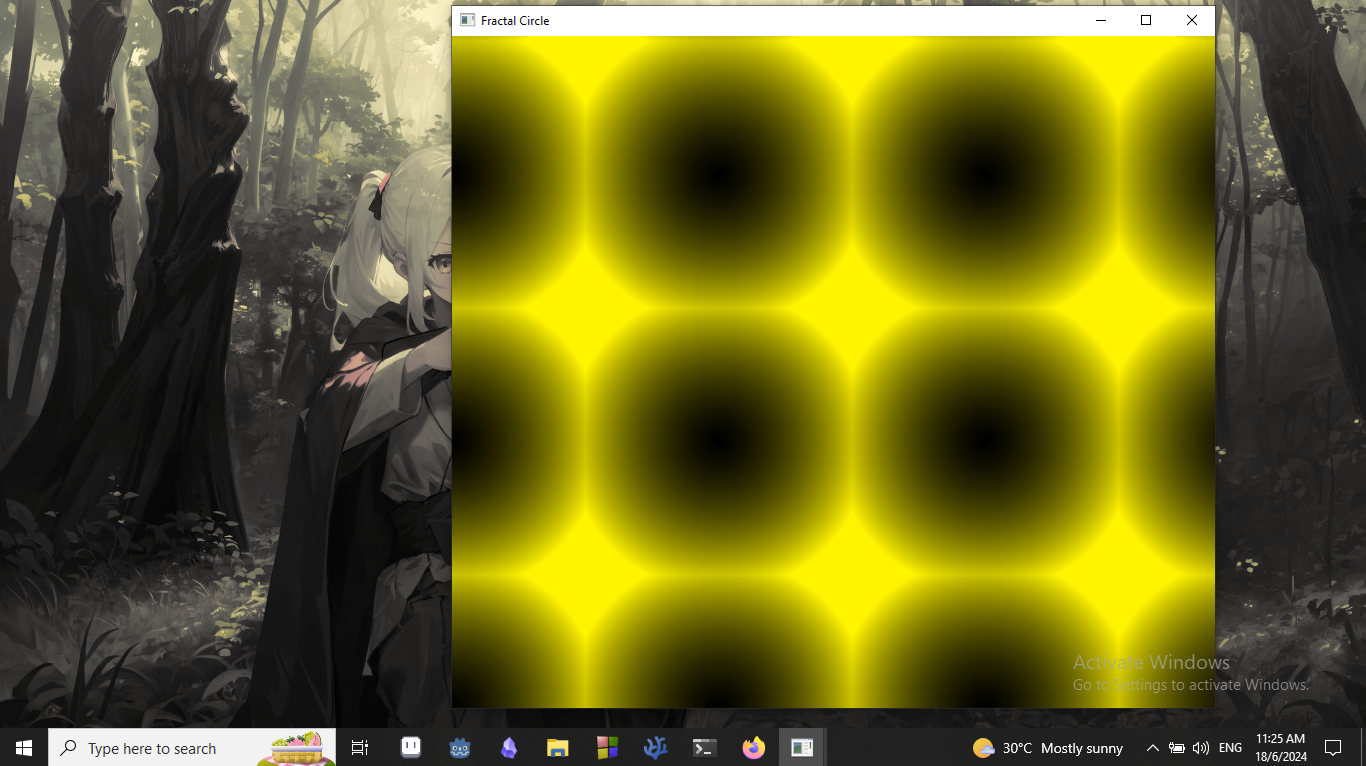 Fractal Circle
Activate Windows
Go to Settings to activate Windows.
Type here to search
30°C Mostly sunny
ENG
11:25 AM
18/6/2024